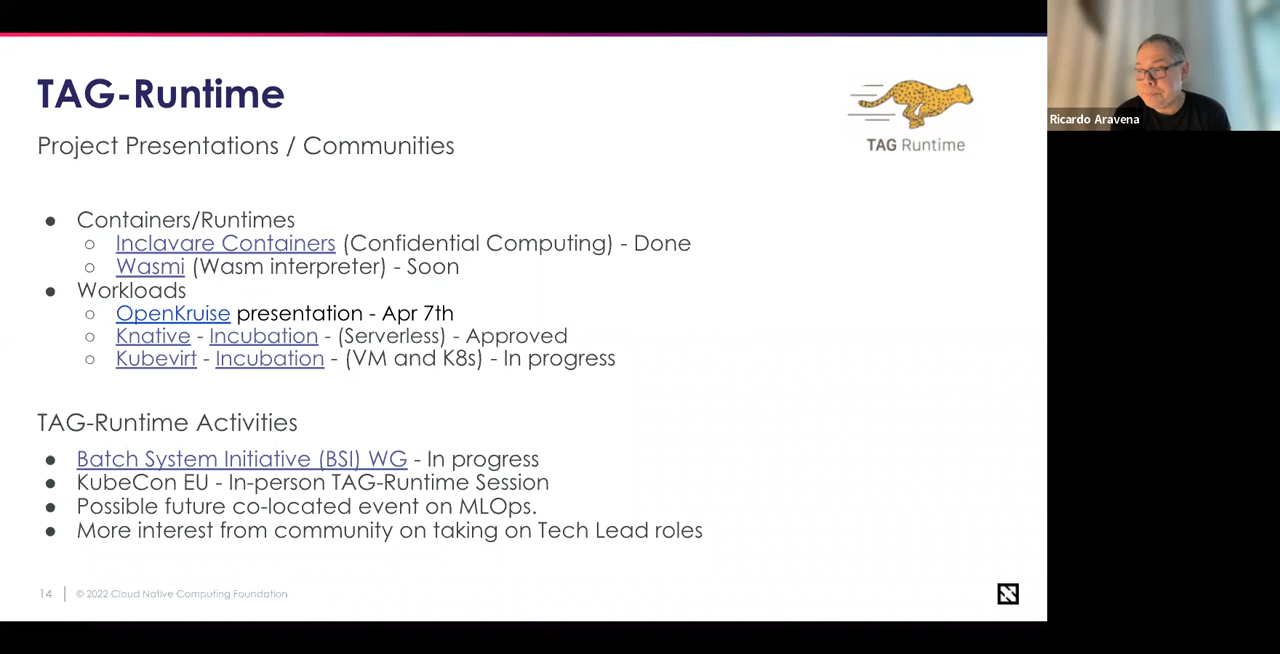 TAG-Runtime
TAG Runtime
Ricardo Aravena
Project Presentations / Communities
● Containers/Runtimes
○ Inclavare Containers (Confidential Computing) - Done
○ Wasmi (Wasm interpreter) - Soon
● Workloads
○ OpenKruise presentation - Apr 7th
○ Knative - Incubation - (Serverless) - Approved
○ Kubevirt - Incubation - (VM and K8s) - In progress
TAG-Runtime Activities
● Batch System Initiative (BSI) WG - In progress
● KubeCon EU - In-person TAG-Runtime Session
● Possible future co-located event on MLOps.
● More interest from community on taking on Tech Lead roles
14 | © 2022 Cloud Native Computing Foundation